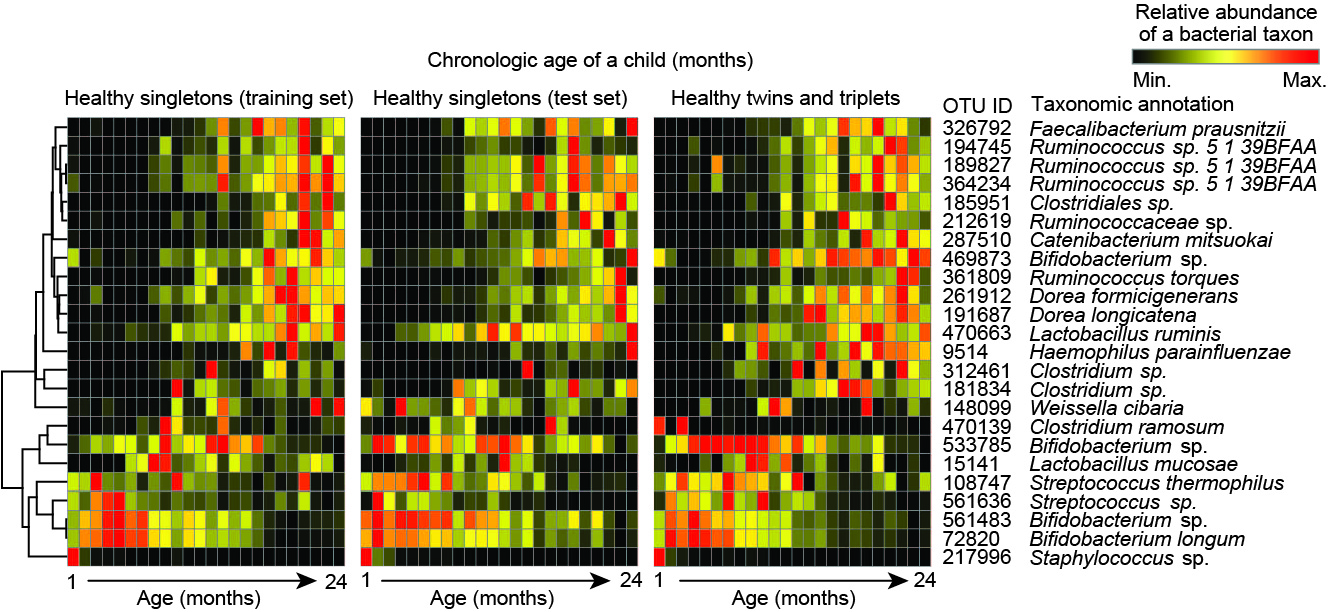 Relative abundance
of a bacterial taxon
Min. Max.
Chronologic age of a child (months)
Healthy singletons (training set) Healthy singletons (test set) Healthy twins and triplets
OTU ID Taxonomic annotation
326792 Faecalibacterium prausnitzii
194745 Ruminococcus sp. 5 1 39BFAA
189827 Ruminococcus sp. 5 1 39BFAA
364234 Ruminococcus sp. 5 1 39BFAA
185951 Clostridiales sp.
212619 Ruminococcaceae sp.
287510 Catenibacterium mitsuokai
469873 Bifidobacterium sp.
361809 Ruminococcus torques
261912 Dorea formicigenerans
191687 Dorea longicatena
470663 Lactobacillus ruminis
9514 Haemophilus parainfluenzae
312461 Clostridium sp.
181834 Clostridium sp.
148099 Weissella cibaria
470139 Clostridium ramosum
533785 Bifidobacterium sp.
15141 Lactobacillus mucosae
108747 Streptococcus thermophilus
561636 Streptococcus sp.
561483 Bifidobacterium sp.
72820 Bifidobacterium longum
217996 Staphylococcus sp.
1 24 1 24 1 24
Age (months) Age (months) Age (months)